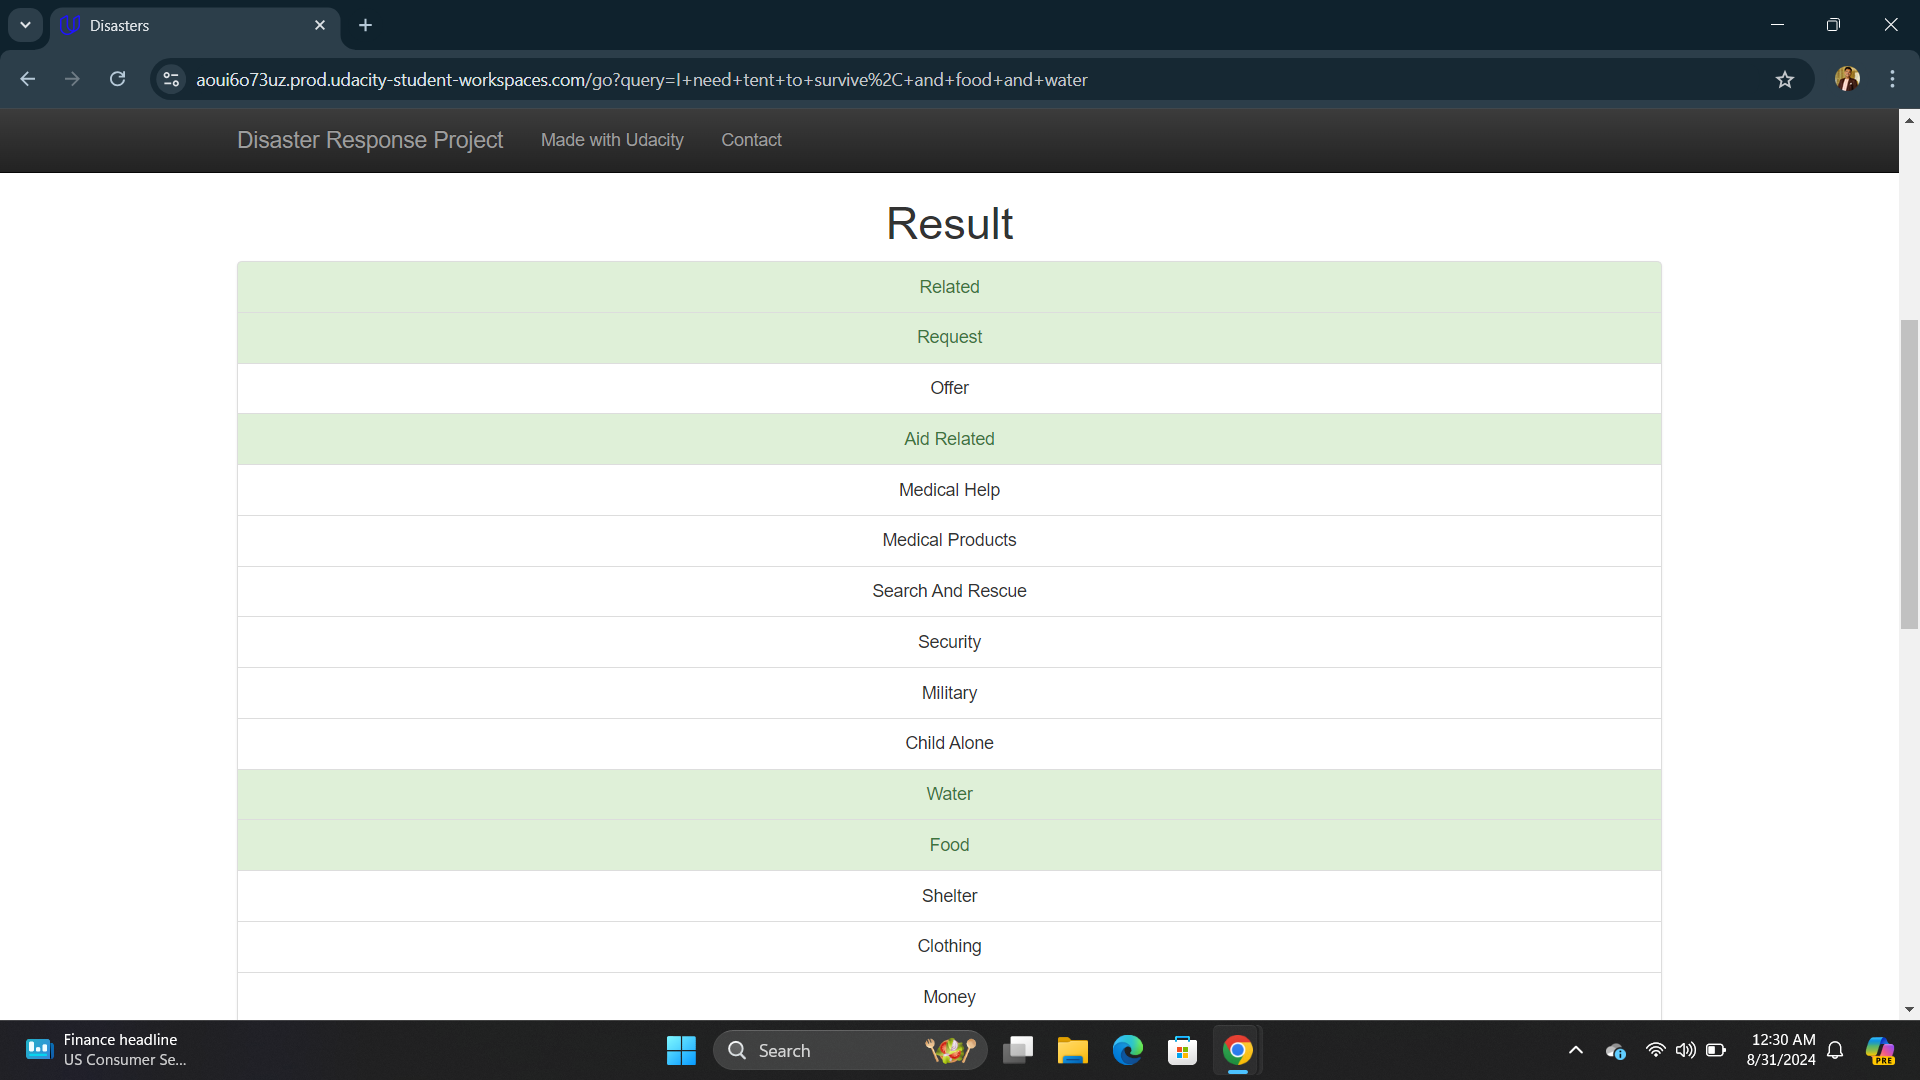 Disasters
aoui6o73uz.prod.udacity-student-workspaces.com/go?query=I+need+tent+to+survive%2C+and+food+and+water
Disaster Response Project Made with Udacity Contact
Result
Related
Request
Offer
Aid Related
Medical Help
Medical Products
Search And Rescue
Security
Military
Child Alone
Water
Food
Shelter
Clothing
Money
Finance headline
US Consumer Se...
Search
12:30 AM
8/31/2024
PRE